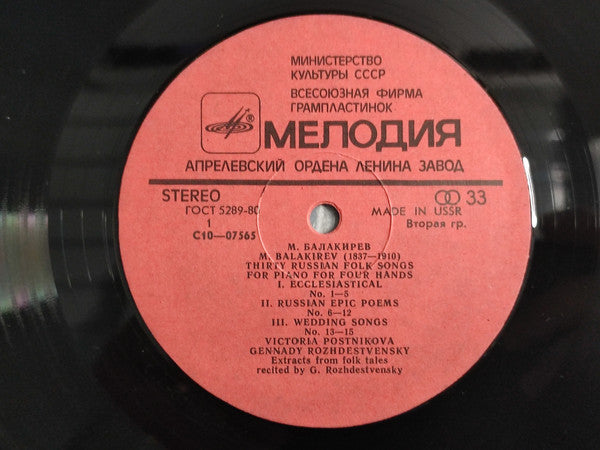 МИНИСТЕРСТВО
КУЛЬТУРЫ СССР
ВСЕСОЮЗНАЯ ФИРМА
ГРАМПЛАСТИНОК
®
МЕЛОДИЯ
АПРЕЛЕВСКИЙ ОРДЕНА ЛЕНИНА ЗАВОД
STEREO
ГОСТ 5289-80
1
С10—07565
33
MADE IN USSR
Вторая гр.
М. БАЛАКИРЕВ
M. BALAKIREV (1837—1910)
THIRTY RUSSIAN FOLK SONGS
FOR PIANO FOR FOUR HANDS
I. ECCLESIASTICAL
No. 1—5
II. RUSSIAN EPIC POEMS
No. 6—12
III. WEDDING SONGS
No. 13—15
VICTORIA POSTNIKOVA
GENNADY ROZHDESTVENSKY
Extracts from folk tales
recited by G. Rozhdestvensky